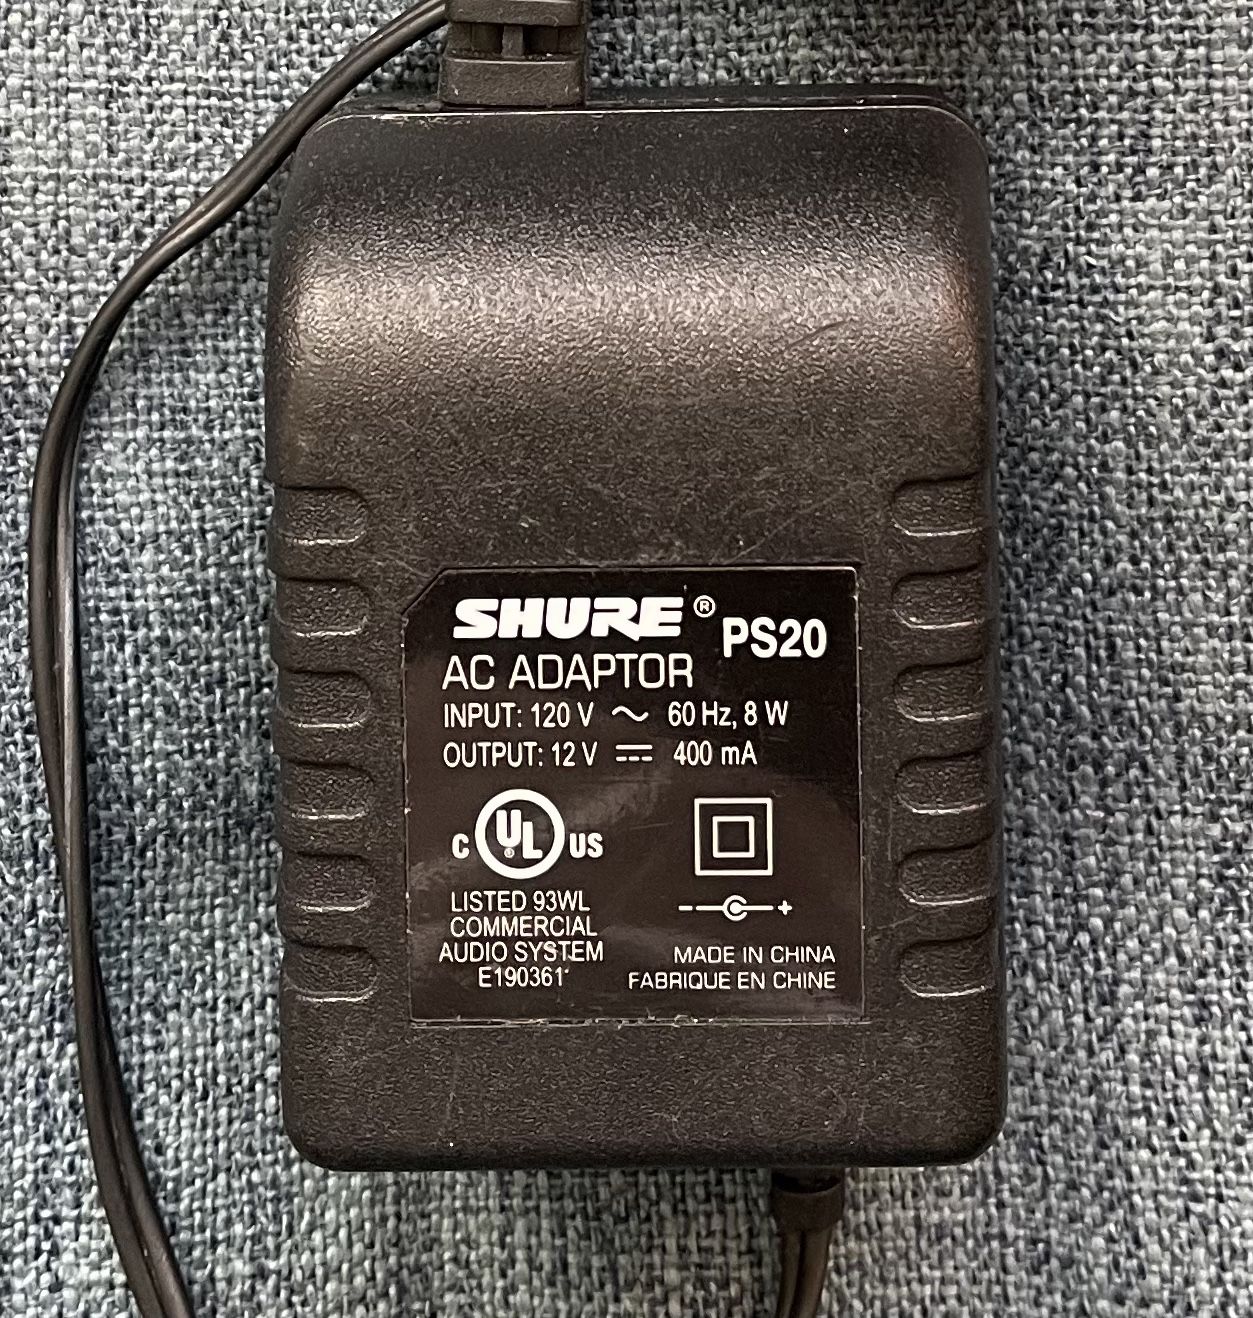 SHURE® PS20
AC ADAPTOR
INPUT: 120 V ~ 60 Hz, 8 W
OUTPUT: 12 V ⎓ 400 mA
C UL® US
LISTED 93WL
COMMERCIAL
AUDIO SYSTEM
E190361
- +
MADE IN CHINA
FABRIQUE EN CHINE